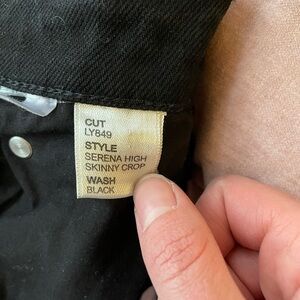 CUT
LY849
STYLE
SERENA HIGH
SKINNY CROP
WASH
BLACK